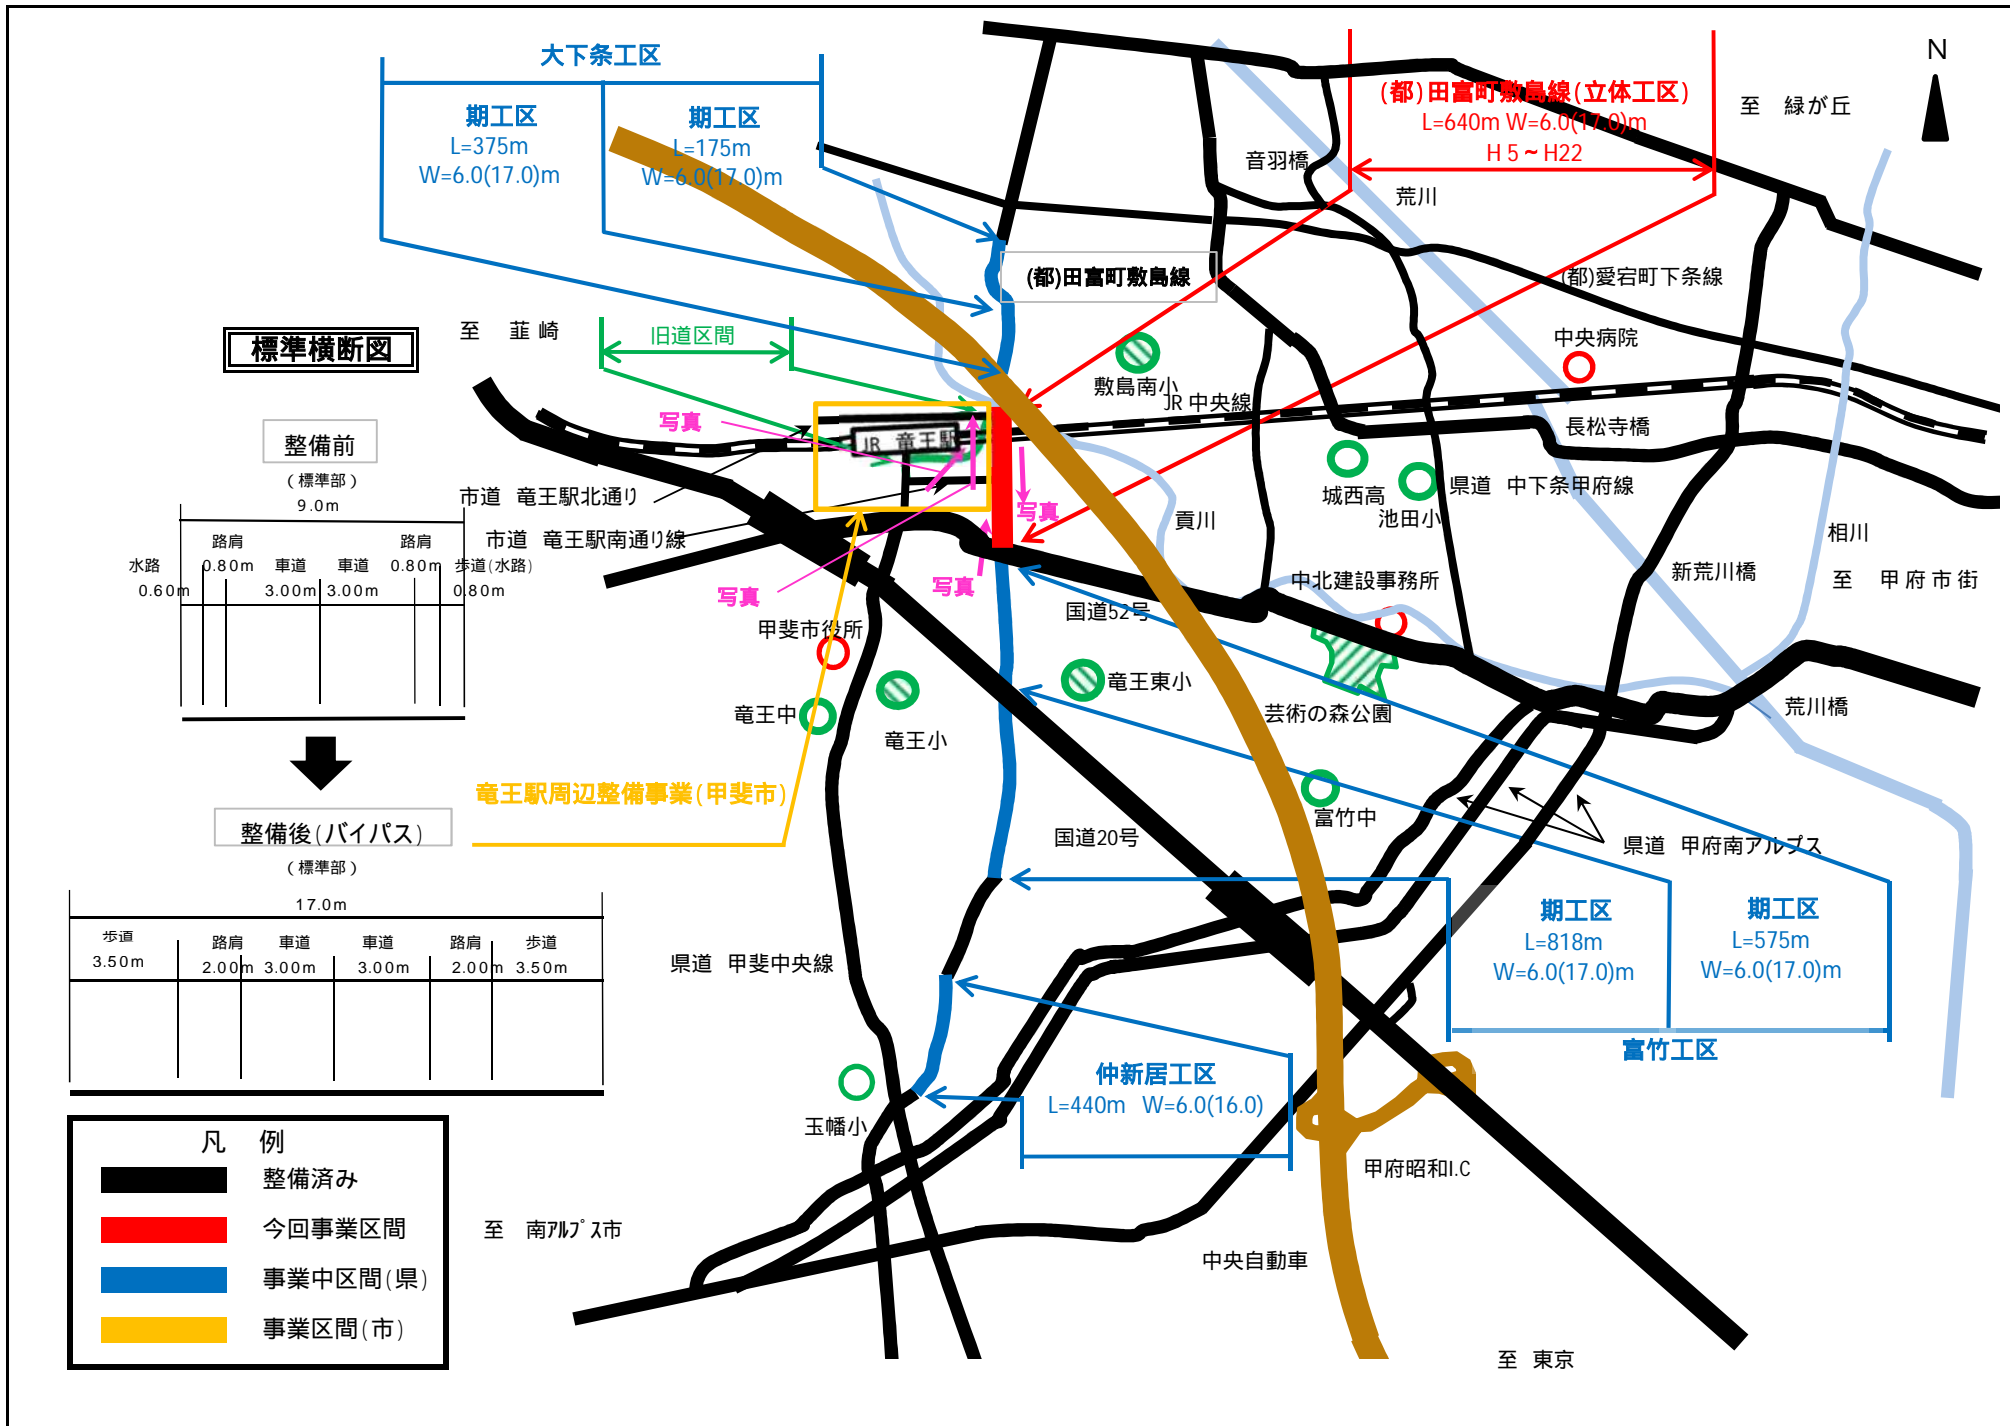 大下条工区
期工区
L=375m
W=6.0(17.0)m
期工区
L=175m
W=6.0(17.0)m
(都)田富町敷島線(立体工区)
L=640m W=6.0(17.0)m
H 5 ~ H22
N
至 緑が丘
音羽橋
荒川
(都)田富町敷島線
(都)愛宕町下条線
標準横断図
至 韮崎
旧道区間
中央病院
敷島南小
JR 中央線
写真
JR 竜王駅
長松寺橋
整備前
(標準部)
9.0m
市道 竜王駅北通り
城西高
池田小
県道 中下条甲府線
写真
貢川
相川
市道 竜王駅南通り線
路肩
0.80m
車道
3.00m
車道
3.00m
路肩
0.80m
水路
0.60m
歩道(水路)
0.80m
写真
写真
中北建設事務所
新荒川橋
至 甲府市街
国道52号
甲斐市役所
竜王東小
竜王中
竜王小
芸術の森公園
荒川橋
竜王駅周辺整備事業(甲斐市)
富竹中
整備後(バイパス)
(標準部)
17.0m
国道20号
県道 甲府南アルプス
歩道
3.50m
路肩
2.00m
車道
3.00m
車道
3.00m
路肩
2.00m
歩道
3.50m
県道 甲斐中央線
期工区
L=818m
W=6.0(17.0)m
期工区
L=575m
W=6.0(17.0)m
富竹工区
仲新居工区
L=440m W=6.0(16.0)
玉幡小
甲府昭和I.C
凡 例
整備済み
今回事業区間
事業中区間(県)
事業区間(市)
至 南ｱﾙﾌﾟｽ市
中央自動車
至 東京